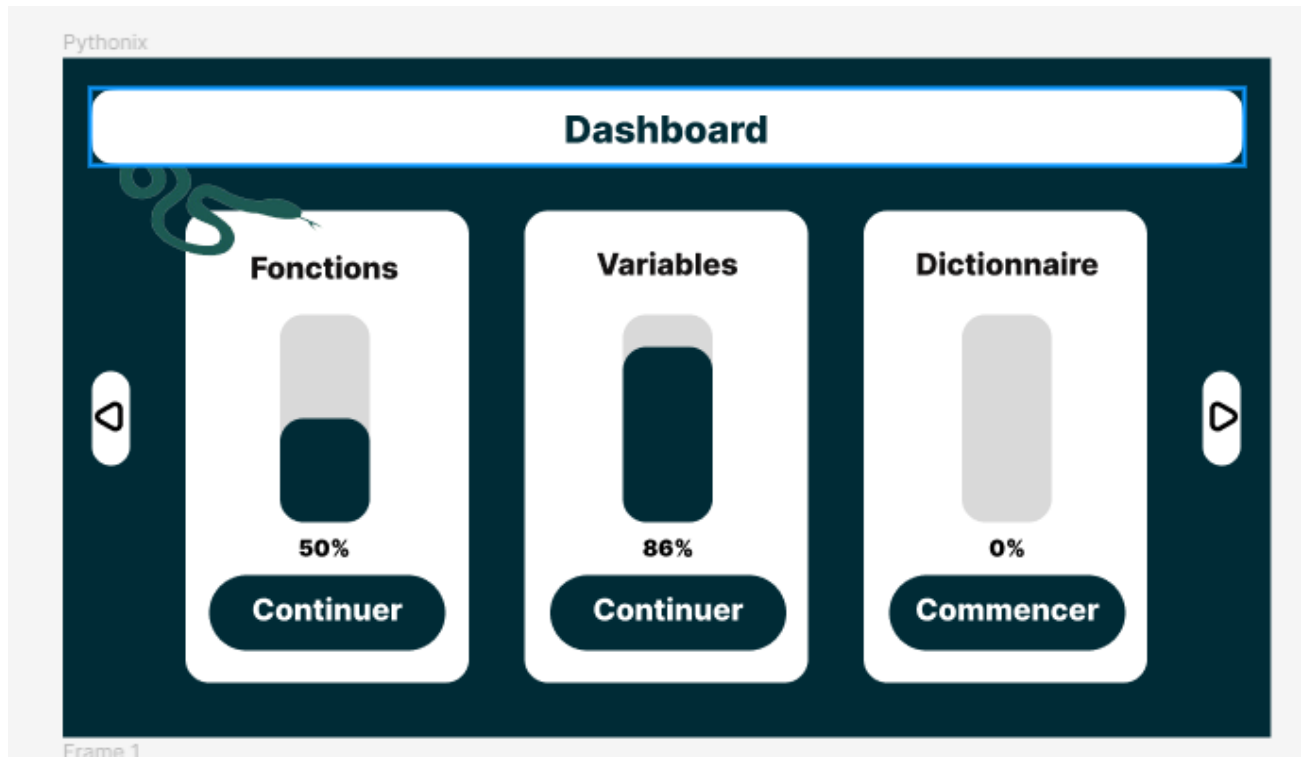 Pythonix
Dashboard
Fonctions
Variables
Dictionnaire
50%
86%
0%
Continuer
Continuer
Commencer
Frame 1